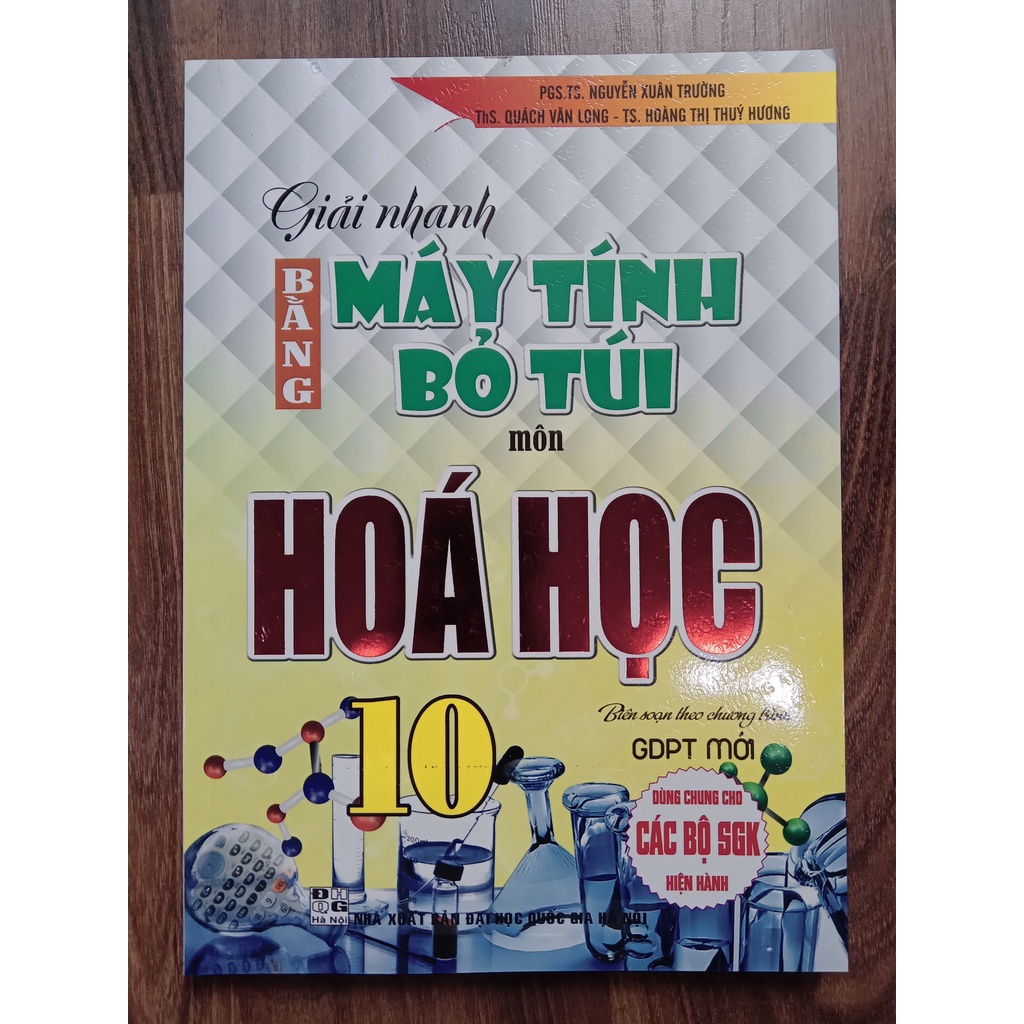 PGS.TS. NGUYỄN XUÂN TRƯỜNG
ThS. QUÁCH VĂN LONG - TS. HOÀNG THỊ THUÝ HƯƠNG
Giải nhanh
BẰNG
MÁY TÍNH
BỎ TÚI
môn
HOÁ HỌC
10
Biên soạn theo chương trình
GDPT MỚI
DÙNG CHUNG CHO
CÁC BỘ SGK
HIỆN HÀNH
ĐH
QG
Hà Nội
NHÀ XUẤT BẢN ĐẠI HỌC QUỐC GIA HÀ NỘI